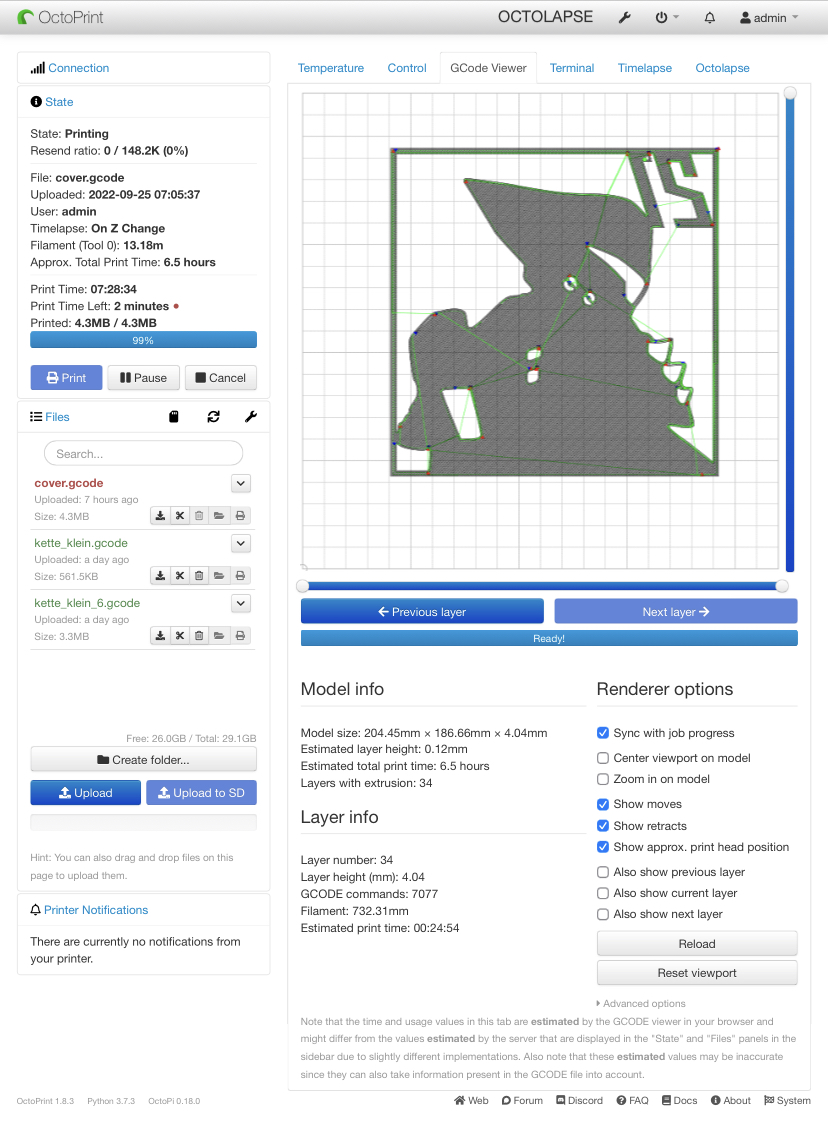 OctoPrint
OCTOLAPSE
admin
Connection
State
State: Printing
Resend ratio: 0 / 148.2K (0%)
File: cover.gcode
Uploaded: 2022-09-25 07:05:37
User: admin
Timelapse: On Z Change
Filament (Tool 0): 13.18m
Approx. Total Print Time: 6.5 hours
Print Time: 07:28:34
Print Time Left: 2 minutes
Printed: 4.3MB / 4.3MB
99%
Print Pause Cancel
Files
Search...
cover.gcode
Uploaded: 7 hours ago
Size: 4.3MB
kette_klein.gcode
Uploaded: a day ago
Size: 561.5KB
kette_klein_6.gcode
Uploaded: a day ago
Size: 3.3MB
Free: 26.0GB / Total: 29.1GB
Create folder...
Upload Upload to SD
Hint: You can also drag and drop files on this
page to upload them.
Printer Notifications
There are currently no notifications from
your printer.
Temperature Control GCode Viewer Terminal Timelapse Octolapse
Previous layer Next layer
Ready!
Model info
Model size: 204.45mm × 186.66mm × 4.04mm
Estimated layer height: 0.12mm
Estimated total print time: 6.5 hours
Layers with extrusion: 34
Layer info
Layer number: 34
Layer height (mm): 4.04
GCODE commands: 7077
Filament: 732.31mm
Estimated print time: 00:24:54
Renderer options
Sync with job progress
Center viewport on model
Zoom in on model
Show moves
Show retracts
Show approx. print head position
Also show previous layer
Also show current layer
Also show next layer
Reload
Reset viewport
Advanced options
Note that the time and usage values in this tab are estimated by the GCODE viewer in your browser and
might differ from the values estimated by the server that are displayed in the "State" and "Files" panels in the
sidebar due to slightly different implementations. Also note that these estimated values may be inaccurate
since they can also take information present in the GCODE file into account.
OctoPrint 1.8.3 Python 3.7.3 OctoPi 0.18.0
Web Forum Discord FAQ Docs About System